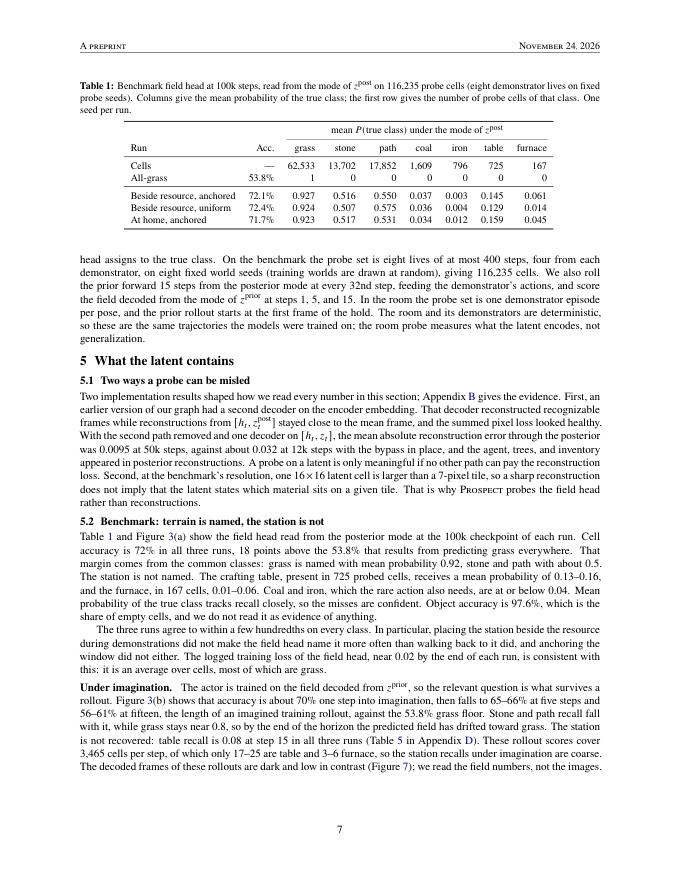 A PREPRINT
NOVEMBER 24, 2026
Table 1: Benchmark field head at 100k steps, read from the mode of z^post on 116,235 probe cells (eight demonstrator lives on fixed
probe seeds). Columns give the mean probability of the true class; the first row gives the number of probe cells of that class. One
seed per run.
mean P(true class) under the mode of z^post
Run Acc. grass stone path coal iron table furnace
Cells — 62,533 13,702 17,852 1,609 796 725 167
All-grass 53.8% 1 0 0 0 0 0 0
Beside resource, anchored 72.1% 0.927 0.516 0.550 0.037 0.003 0.145 0.061
Beside resource, uniform 72.4% 0.924 0.507 0.575 0.036 0.004 0.129 0.014
At home, anchored 71.7% 0.923 0.517 0.531 0.034 0.012 0.159 0.045
head assigns to the true class. On the benchmark the probe set is eight lives of at most 400 steps, four from each
demonstrator, on eight fixed world seeds (training worlds are drawn at random), giving 116,235 cells. We also roll
the prior forward 15 steps from the posterior mode at every 32nd step, feeding the demonstrator's actions, and score
the field decoded from the mode of z^prior at steps 1, 5, and 15. In the room the probe set is one demonstrator episode
per pose, and the prior rollout starts at the first frame of the hold. The room and its demonstrators are deterministic,
so these are the same trajectories the models were trained on; the room probe measures what the latent encodes, not
generalization.
5 What the latent contains
5.1 Two ways a probe can be misled
Two implementation results shaped how we read every number in this section; Appendix B gives the evidence. First, an
earlier version of our graph had a second decoder on the encoder embedding. That decoder reconstructed recognizable
frames while reconstructions from [h_t, z_t^post] stayed close to the mean frame, and the summed pixel loss looked healthy.
With the second path removed and one decoder on [h_t, z_t], the mean absolute reconstruction error through the posterior
was 0.0095 at 50k steps, against about 0.032 at 12k steps with the bypass in place, and the agent, trees, and inventory
appeared in posterior reconstructions. A probe on a latent is only meaningful if no other path can pay the reconstruction
loss. Second, at the benchmark's resolution, one 16×16 latent cell is larger than a 7-pixel tile, so a sharp reconstruction
does not imply that the latent states which material sits on a given tile. That is why PROSPECT probes the field head
rather than reconstructions.
5.2 Benchmark: terrain is named, the station is not
Table 1 and Figure 3(a) show the field head read from the posterior mode at the 100k checkpoint of each run. Cell
accuracy is 72% in all three runs, 18 points above the 53.8% that results from predicting grass everywhere. That
margin comes from the common classes: grass is named with mean probability 0.92, stone and path with about 0.5.
The station is not named. The crafting table, present in 725 probed cells, receives a mean probability of 0.13–0.16,
and the furnace, in 167 cells, 0.01–0.06. Coal and iron, which the rare action also needs, are at or below 0.04. Mean
probability of the true class tracks recall closely, so the misses are confident. Object accuracy is 97.6%, which is the
share of empty cells, and we do not read it as evidence of anything.
The three runs agree to within a few hundredths on every class. In particular, placing the station beside the resource
during demonstrations did not make the field head name it more often than walking back to it did, and anchoring the
window did not either. The logged training loss of the field head, near 0.02 by the end of each run, is consistent with
this: it is an average over cells, most of which are grass.
Under imagination. The actor is trained on the field decoded from z^prior, so the relevant question is what survives a
rollout. Figure 3(b) shows that accuracy is about 70% one step into imagination, then falls to 65–66% at five steps and
56–61% at fifteen, the length of an imagined training rollout, against the 53.8% grass floor. Stone and path recall fall
with it, while grass stays near 0.8, so by the end of the horizon the predicted field has drifted toward grass. The station
is not recovered: table recall is 0.08 at step 15 in all three runs (Table 5 in Appendix D). These rollout scores cover
3,465 cells per step, of which only 17–25 are table and 3–6 furnace, so the station recalls under imagination are coarse.
The decoded frames of these rollouts are dark and low in contrast (Figure 7); we read the field numbers, not the images.
7